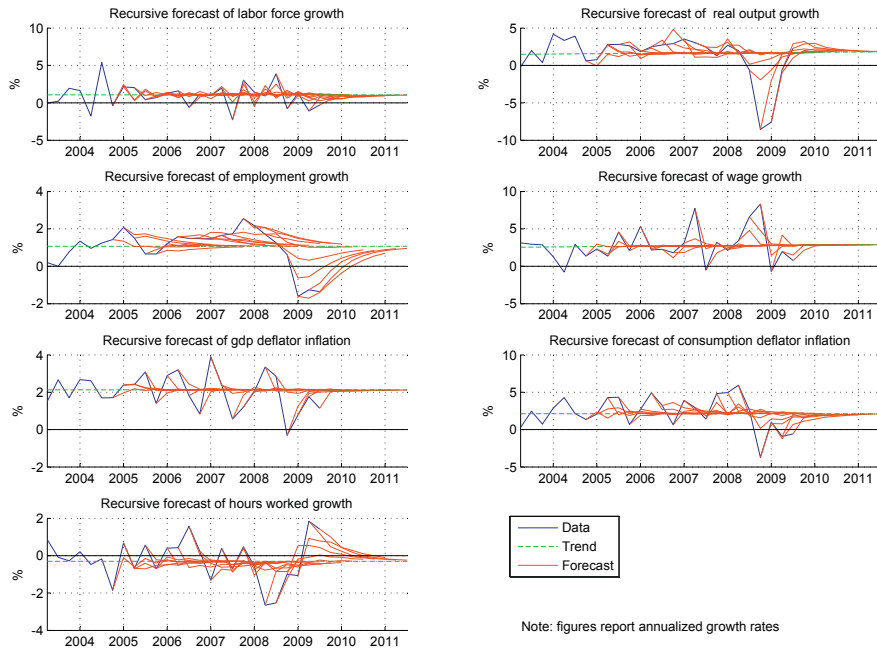 Recursive forecast of labor force growth
10
5
0
-5
%
2004 2005 2006 2007 2008 2009 2010 2011
Recursive forecast of real output growth
5
0
-5
-10
%
2004 2005 2006 2007 2008 2009 2010 2011
Recursive forecast of employment growth
4
2
0
-2
%
2004 2005 2006 2007 2008 2009 2010 2011
Recursive forecast of wage growth
10
5
0
-5
%
2004 2005 2006 2007 2008 2009 2010 2011
Recursive forecast of gdp deflator inflation
4
2
0
-2
%
2004 2005 2006 2007 2008 2009 2010 2011
Recursive forecast of consumption deflator inflation
10
5
0
-5
%
2004 2005 2006 2007 2008 2009 2010 2011
Recursive forecast of hours worked growth
2
0
-2
-4
%
2004 2005 2006 2007 2008 2009 2010 2011
Data
Trend
Forecast
Note: figures report annualized growth rates